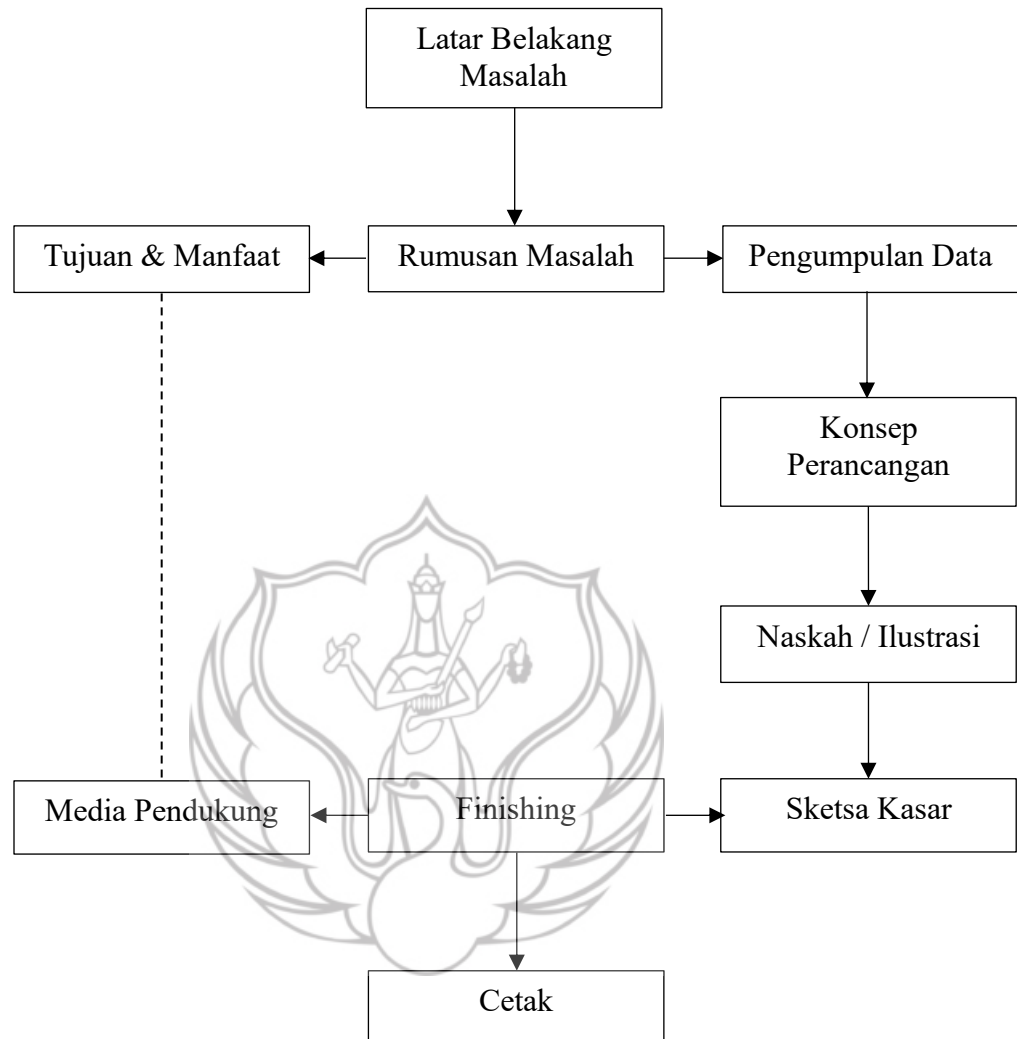 Latar Belakang
Masalah
Tujuan & Manfaat
Rumusan Masalah
Pengumpulan Data
Konsep
Perancangan
Naskah / Ilustrasi
Media Pendukung
Finishing
Sketsa Kasar
Cetak